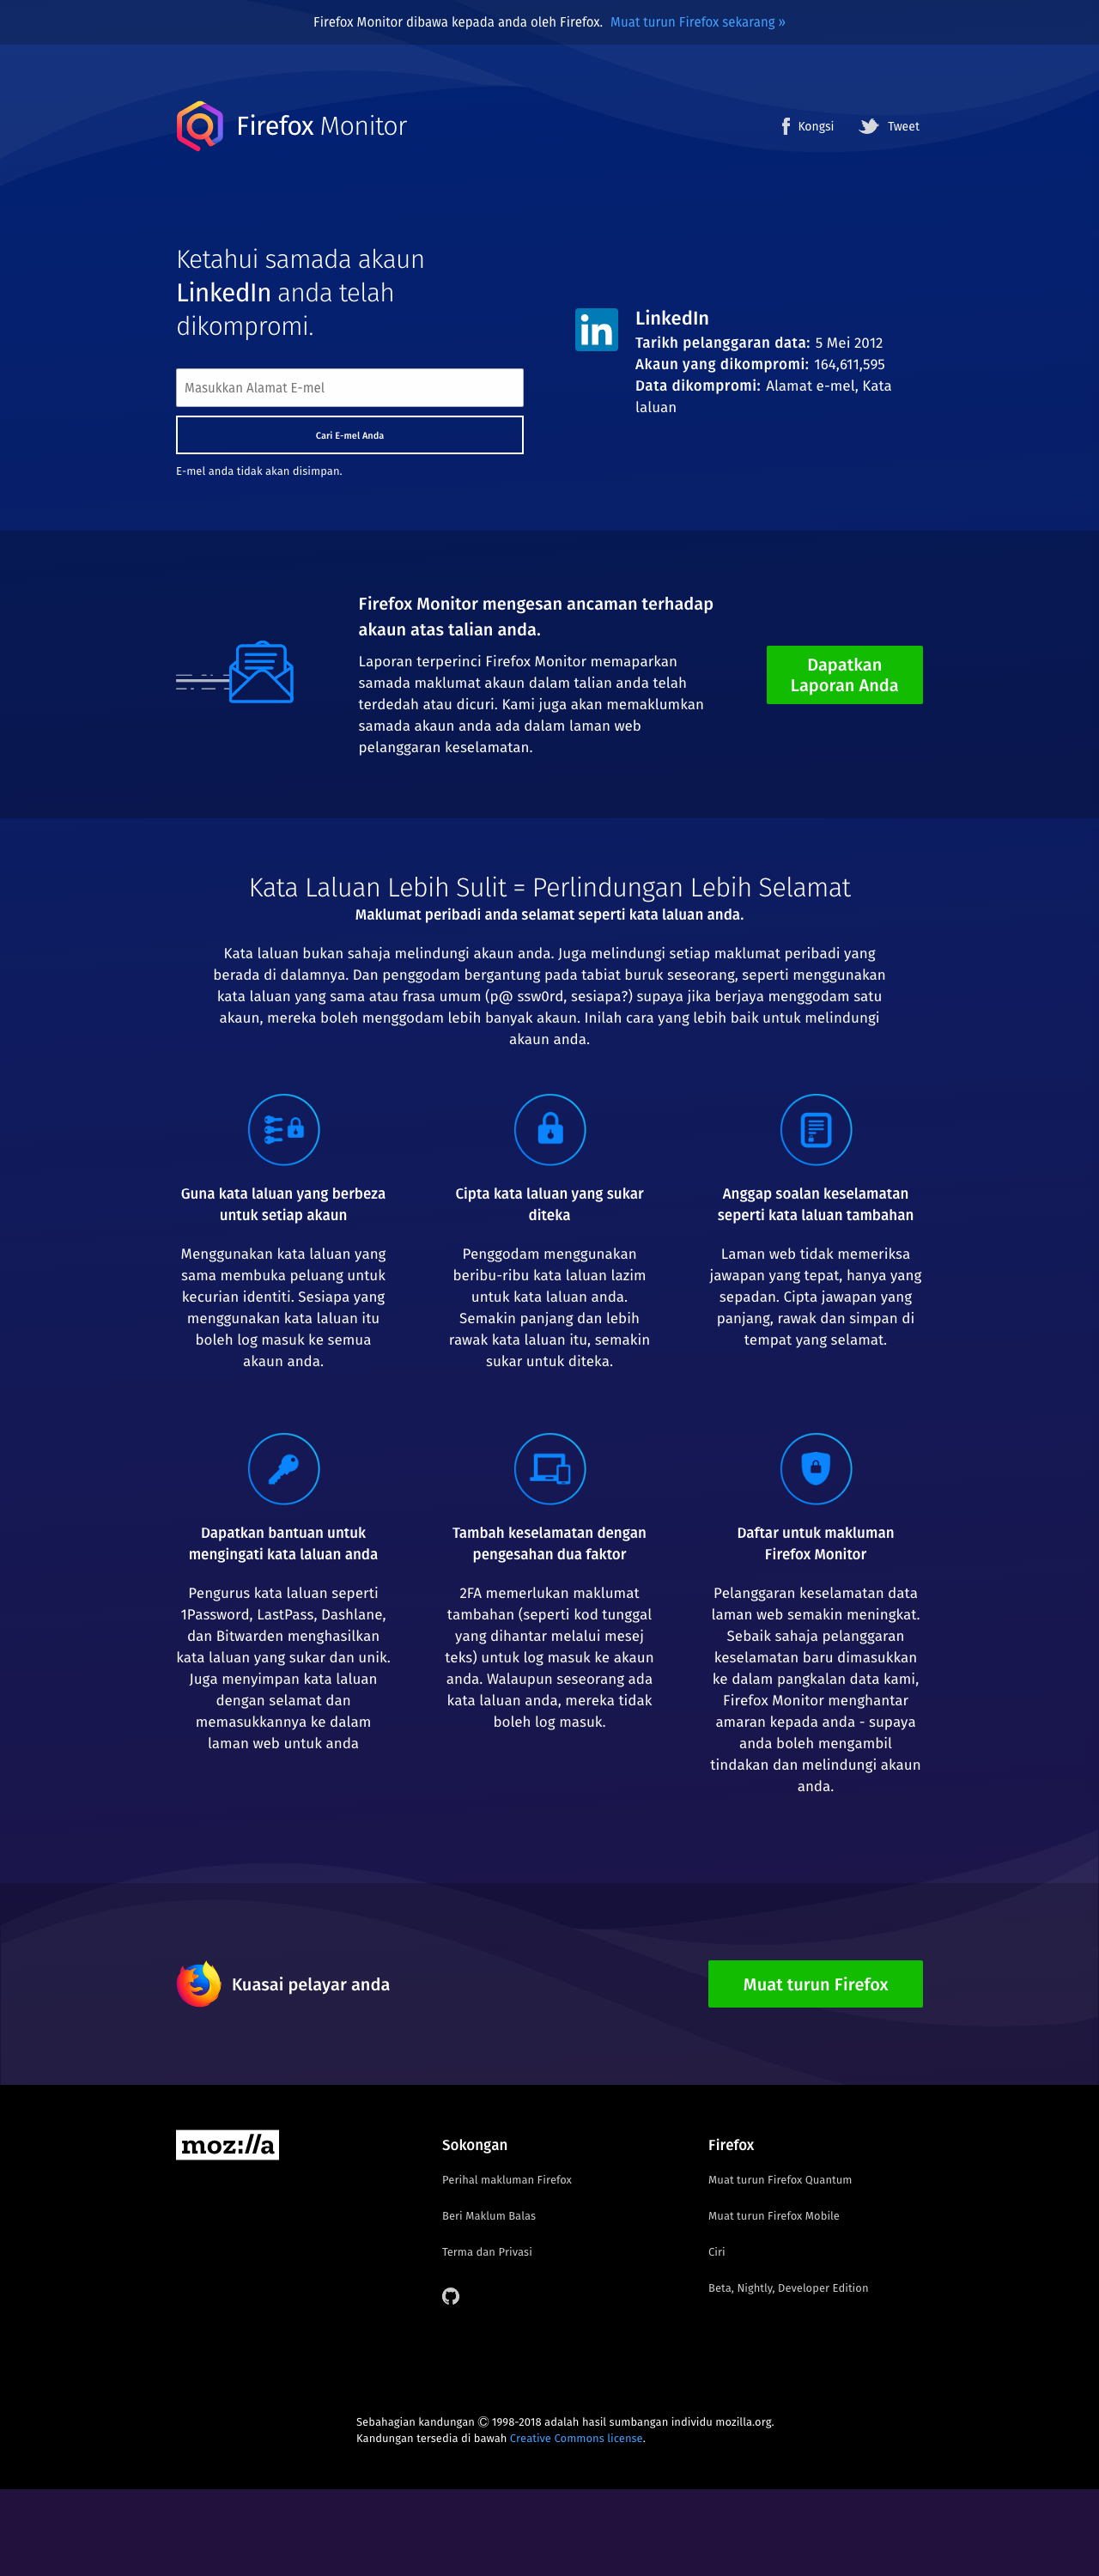 Firefox Monitor dibawa kepada anda oleh Firefox. Muat turun Firefox sekarang »
Firefox Monitor
Kongsi
Tweet
Ketahui samada akaun
LinkedIn anda telah
dikompromi.
Masukkan Alamat E-mel
Cari E-mel Anda
E-mel anda tidak akan disimpan.
in
LinkedIn
Tarikh pelanggaran data: 5 Mei 2012
Akaun yang dikompromi: 164,611,595
Data dikompromi: Alamat e-mel, Kata
laluan
Firefox Monitor mengesan ancaman terhadap
akaun atas talian anda.
Laporan terperinci Firefox Monitor memaparkan
samada maklumat akaun dalam talian anda telah
terdedah atau dicuri. Kami juga akan memaklumkan
samada akaun anda ada dalam laman web
pelanggaran keselamatan.
Dapatkan
Laporan Anda
Kata Laluan Lebih Sulit = Perlindungan Lebih Selamat
Maklumat peribadi anda selamat seperti kata laluan anda.
Kata laluan bukan sahaja melindungi akaun anda. Juga melindungi setiap maklumat peribadi yang
berada di dalamnya. Dan penggodam bergantung pada tabiat buruk seseorang, seperti menggunakan
kata laluan yang sama atau frasa umum (p@ ssw0rd, sesiapa?) supaya jika berjaya menggodam satu
akaun, mereka boleh menggodam lebih banyak akaun. Inilah cara yang lebih baik untuk melindungi
akaun anda.
Guna kata laluan yang berbeza
untuk setiap akaun
Menggunakan kata laluan yang
sama membuka peluang untuk
kecurian identiti. Sesiapa yang
menggunakan kata laluan itu
boleh log masuk ke semua
akaun anda.
Cipta kata laluan yang sukar
diteka
Penggodam menggunakan
beribu-ribu kata laluan lazim
untuk kata laluan anda.
Semakin panjang dan lebih
rawak kata laluan itu, semakin
sukar untuk diteka.
Anggap soalan keselamatan
seperti kata laluan tambahan
Laman web tidak memeriksa
jawapan yang tepat, hanya yang
sepadan. Cipta jawapan yang
panjang, rawak dan simpan di
tempat yang selamat.
Dapatkan bantuan untuk
mengingati kata laluan anda
Pengurus kata laluan seperti
1Password, LastPass, Dashlane,
dan Bitwarden menghasilkan
kata laluan yang sukar dan unik.
Juga menyimpan kata laluan
dengan selamat dan
memasukkannya ke dalam
laman web untuk anda
Tambah keselamatan dengan
pengesahan dua faktor
2FA memerlukan maklumat
tambahan (seperti kod tunggal
yang dihantar melalui mesej
teks) untuk log masuk ke akaun
anda. Walaupun seseorang ada
kata laluan anda, mereka tidak
boleh log masuk.
Daftar untuk makluman
Firefox Monitor
Pelanggaran keselamatan data
laman web semakin meningkat.
Sebaik sahaja pelanggaran
keselamatan baru dimasukkan
ke dalam pangkalan data kami,
Firefox Monitor menghantar
amaran kepada anda - supaya
anda boleh mengambil
tindakan dan melindungi akaun
anda.
Kuasai pelayar anda
Muat turun Firefox
moz://a
Sokongan
Perihal makluman Firefox
Beri Maklum Balas
Terma dan Privasi
Firefox
Muat turun Firefox Quantum
Muat turun Firefox Mobile
Ciri
Beta, Nightly, Developer Edition
Sebahagian kandungan © 1998-2018 adalah hasil sumbangan individu mozilla.org.
Kandungan tersedia di bawah Creative Commons license.